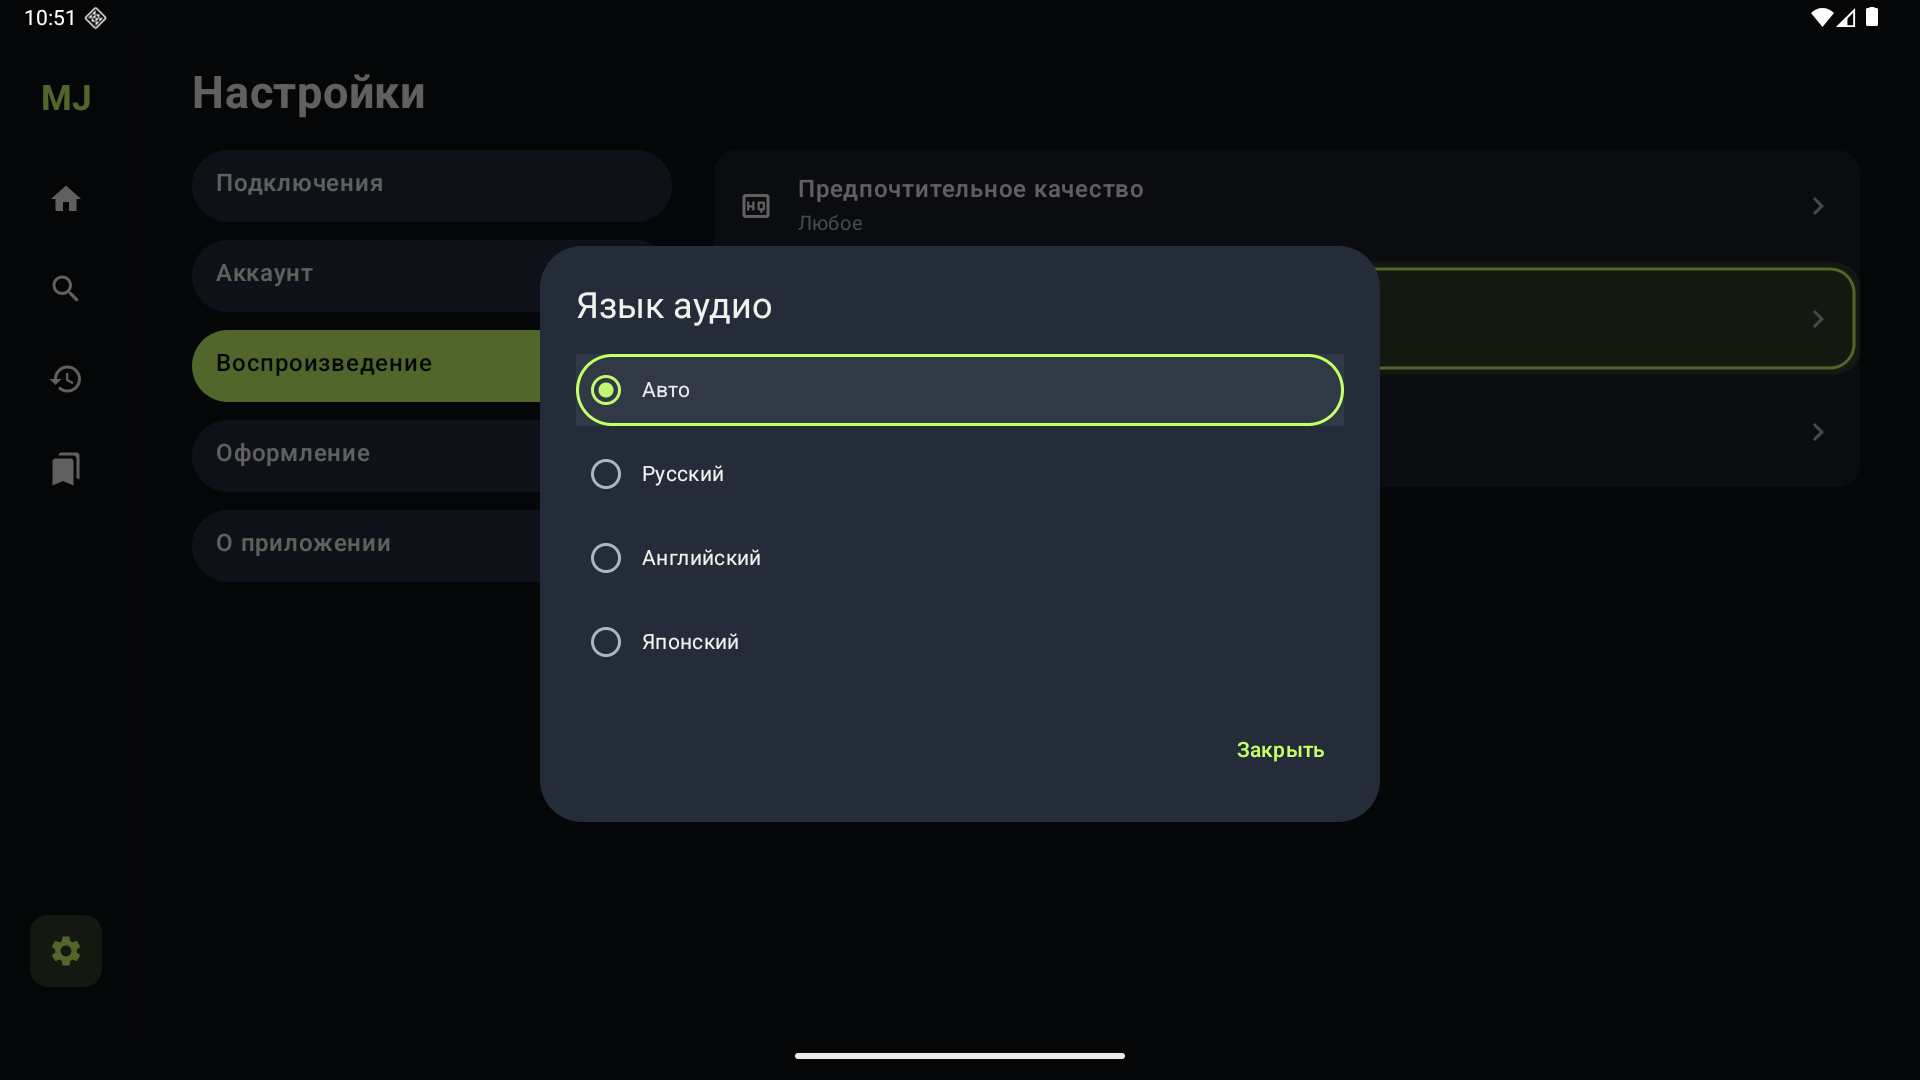 10:51
MJ
Настройки
Подключения
Аккаунт
Воспроизведение
Оформление
О приложении
HQ
Предпочтительное качество
Любое
Язык аудио
Авто
Русский
Английский
Японский
Закрыть